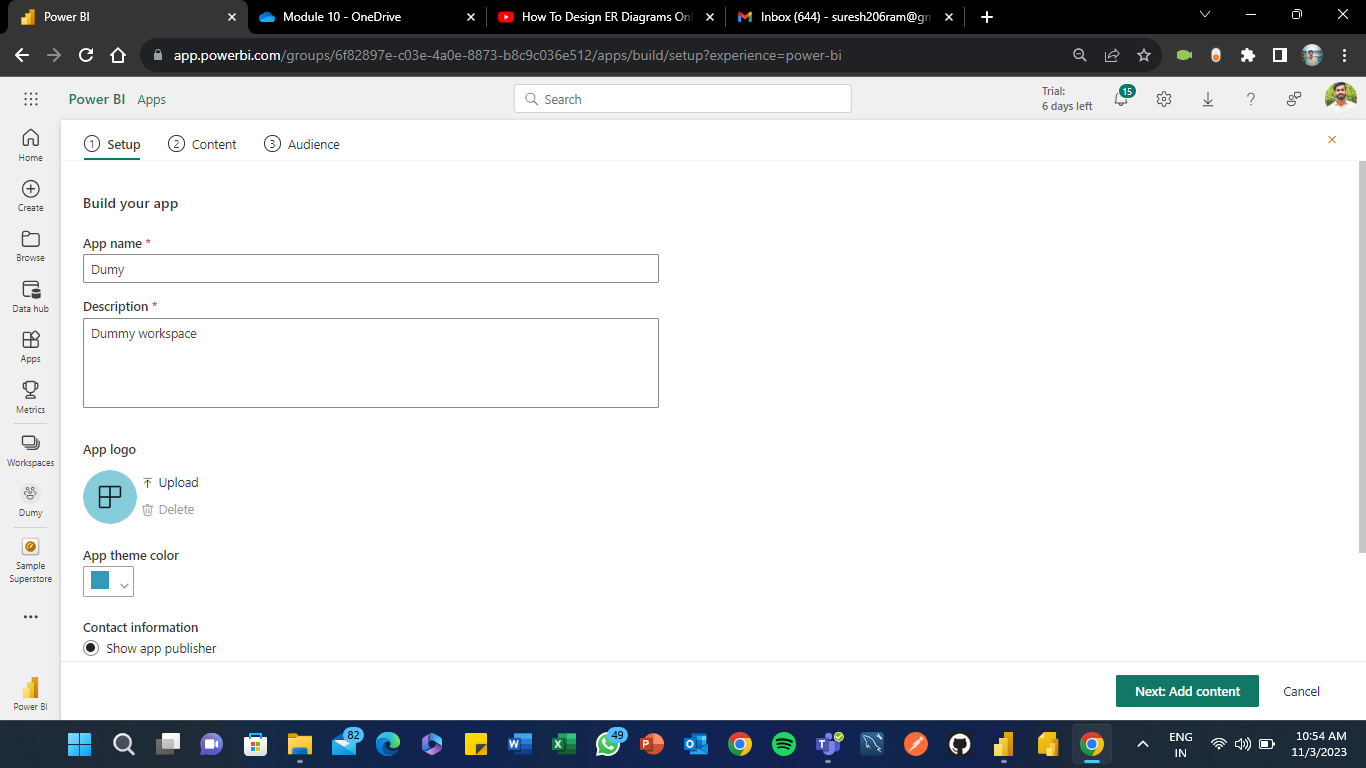 Power BI
Module 10 - OneDrive
How To Design ER Diagrams Onl
Inbox (644) - suresh206ram@gm
app.powerbi.com/groups/6f82897e-c03e-4a0e-8873-b8c9c036e512/apps/build/setup?experience=power-bi
Power BI Apps
Search
Trial:
6 days left
15
1 Setup
2 Content
3 Audience
Home
Create
Browse
Data hub
Apps
Metrics
Workspaces
Dumy
Sample
Superstore
Power BI
Build your app
App name *
Dumy
Description *
Dummy workspace
App logo
Upload
Delete
App theme color
Contact information
Show app publisher
Next: Add content
Cancel
82
49
ENG
IN
10:54 AM
11/3/2023